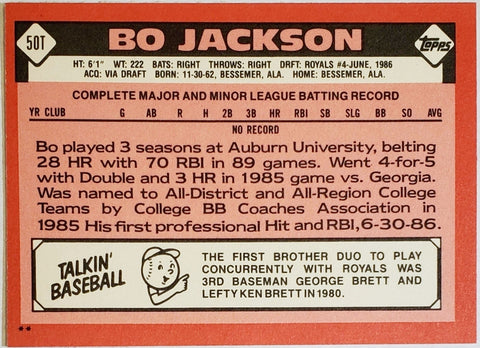 50T
BO JACKSON
topps
HT: 6'1" WT: 222 BATS: RIGHT THROWS: RIGHT DRFT: ROYALS #4-JUNE, 1986
ACQ: VIA DRAFT BORN: 11-30-62, BESSEMER, ALA. HOME: BESSEMER, ALA.
COMPLETE MAJOR AND MINOR LEAGUE BATTING RECORD
YR CLUB G AB R H 2B 3B HR RBI SB SLG BB SO AVG
NO RECORD
Bo played 3 seasons at Auburn University, belting
28 HR with 70 RBI in 89 games. Went 4-for-5
with Double and 3 HR in 1985 game vs. Georgia.
Was named to All-District and All-Region College
Teams by College BB Coaches Association in
1985 His first professional Hit and RBI, 6-30-86.
TALKIN'
BASEBALL
THE FIRST BROTHER DUO TO PLAY
CONCURRENTLY WITH ROYALS WAS
3RD BASEMAN GEORGE BRETT AND
LEFTY KEN BRETT IN 1980.
**